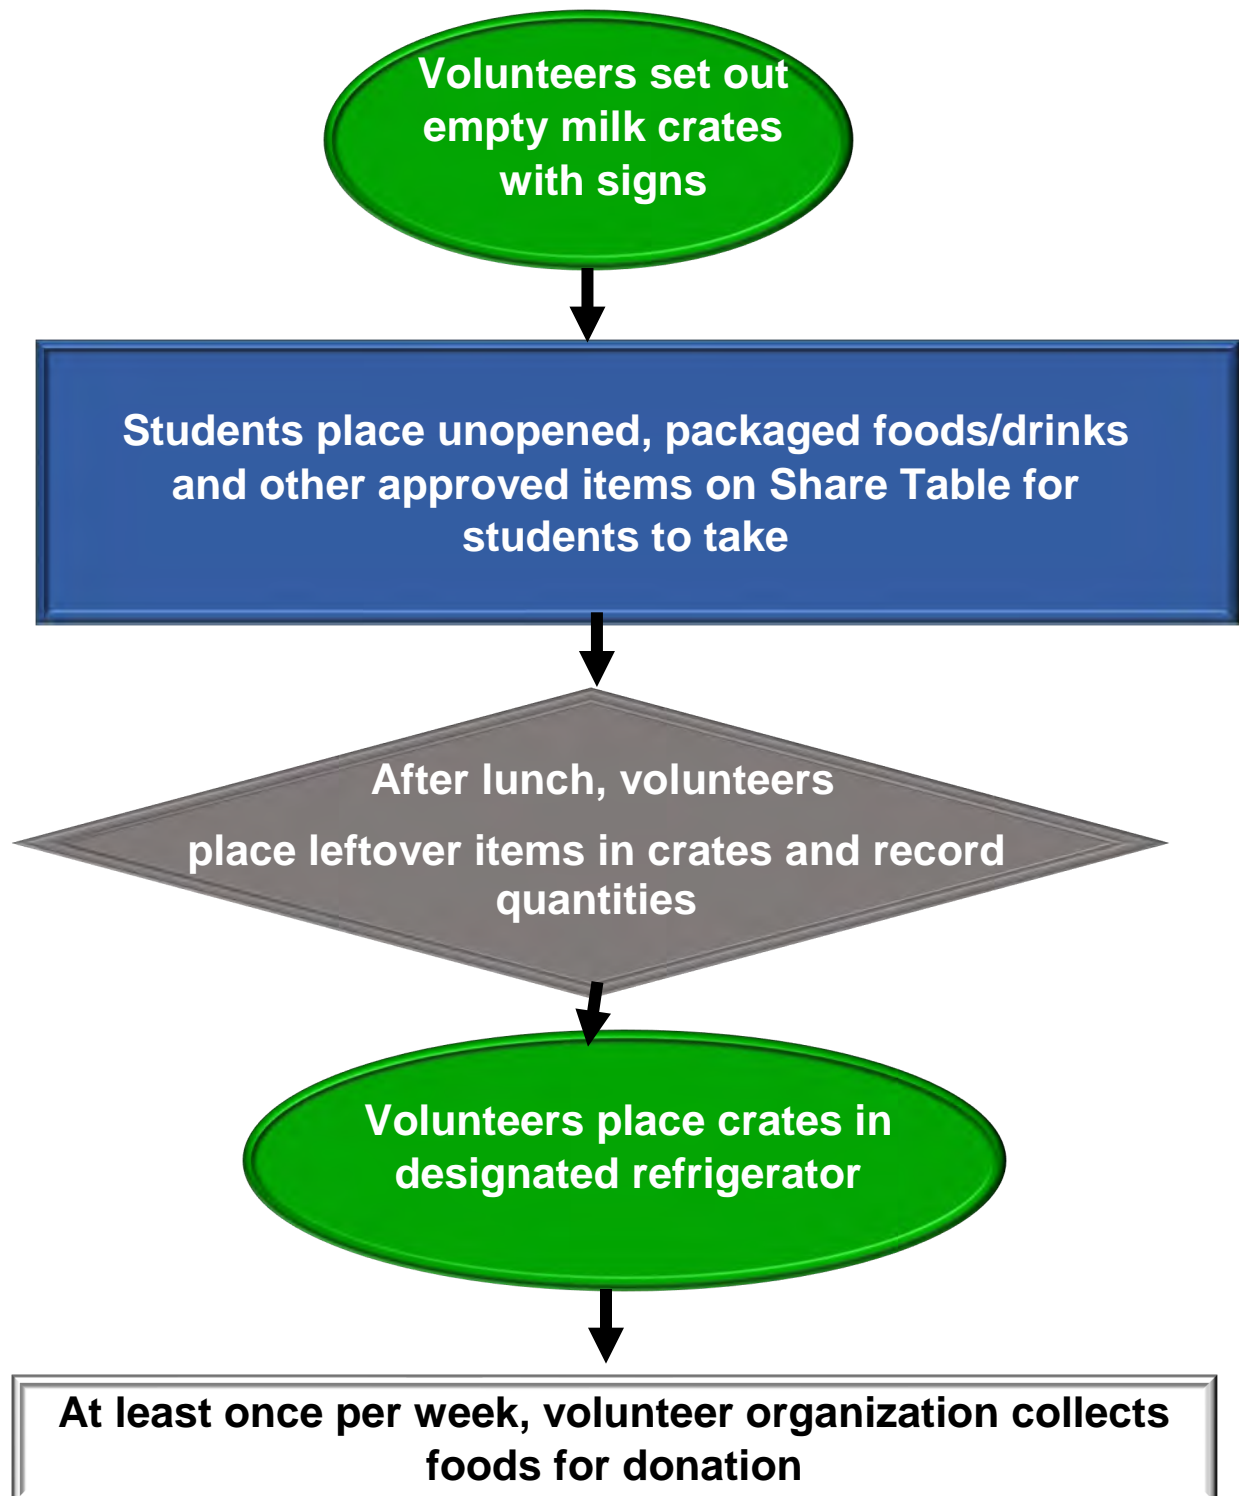 Volunteers set out
empty milk crates
with signs
Students place unopened, packaged foods/drinks
and other approved items on Share Table for
students to take
After lunch, volunteers
place leftover items in crates and record
quantities
Volunteers place crates in
designated refrigerator
At least once per week, volunteer organization collects
foods for donation